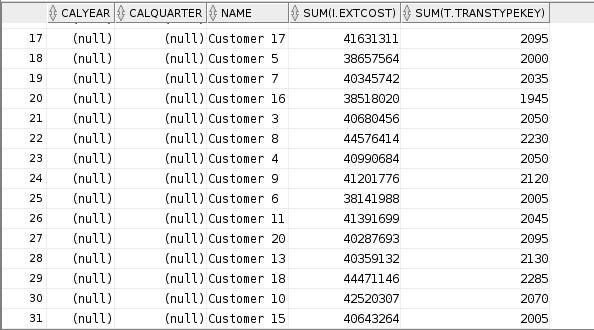 CALYEAR CALQUARTER NAME SUM(I.EXTCOST) SUM(T.TRANSTYPEKEY)
17 (null) (null) Customer 17 41631311 2095
18 (null) (null) Customer 5 38657564 2000
19 (null) (null) Customer 7 40345742 2035
20 (null) (null) Customer 16 38518020 1945
21 (null) (null) Customer 3 40680456 2050
22 (null) (null) Customer 8 44576414 2230
23 (null) (null) Customer 4 40990684 2050
24 (null) (null) Customer 9 41201776 2120
25 (null) (null) Customer 6 38141988 2005
26 (null) (null) Customer 11 41391699 2045
27 (null) (null) Customer 20 40287693 2095
28 (null) (null) Customer 13 40359132 2130
29 (null) (null) Customer 18 44471146 2285
30 (null) (null) Customer 10 42520307 2070
31 (null) (null) Customer 15 40643264 2005